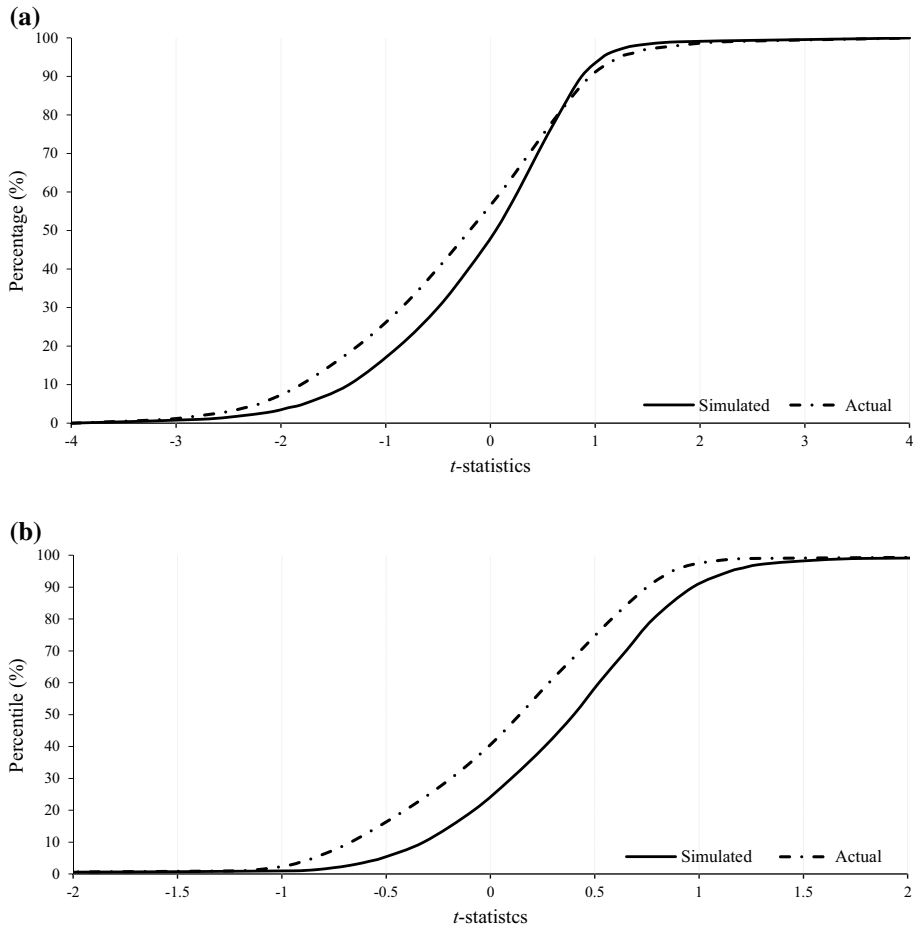 (a)
100
90
80
70
60
50
40
30
20
10
0
Percentage (%)
-4 -3 -2 -1 0 1 2 3 4
t-statistics
Simulated Actual
(b)
100
90
80
70
60
50
40
30
20
10
0
Percentile (%)
-2 -1.5 -1 -0.5 0 0.5 1 1.5 2
t-statistcs
Simulated Actual